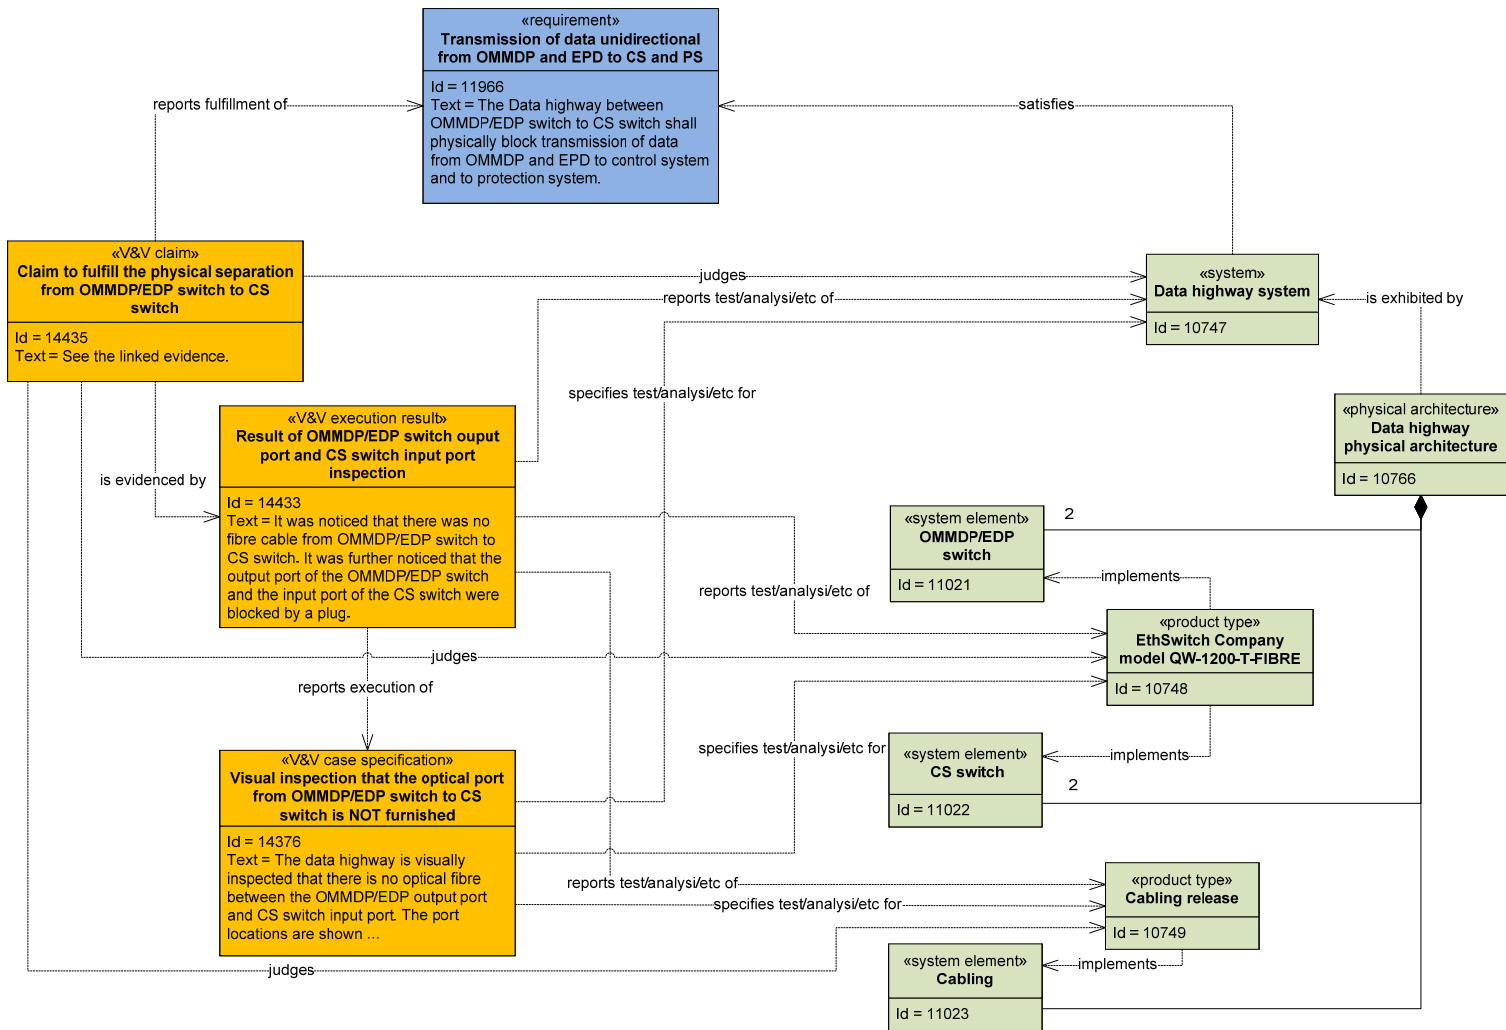 «requirement»
Transmission of data unidirectional
from OMMDP and EPD to CS and PS
Id = 11966
Text = The Data highway between
OMMDP/EDP switch to CS switch shall
physically block transmission of data
from OMMDP and EPD to control system
and to protection system.
reports fulfillment of
satisfies
«V&V claim»
Claim to fulfill the physical separation
from OMMDP/EDP switch to CS
switch
Id = 14435
Text = See the linked evidence.
judges
reports test/analysi/etc of
«system»
Data highway system
Id = 10747
is exhibited by
specifies test/analysi/etc for
«V&V execution result»
Result of OMMDP/EDP switch ouput
port and CS switch input port
inspection
Id = 14433
Text = It was noticed that there was no
fibre cable from OMMDP/EDP switch to
CS switch. It was further noticed that the
output port of the OMMDP/EDP switch
and the input port of the CS switch were
blocked by a plug.
is evidenced by
«physical architecture»
Data highway
physical architecture
Id = 10766
«system element»
OMMDP/EDP
switch
Id = 11021
2
implements
reports test/analysi/etc of
«product type»
EthSwitch Company
model QW-1200-T-FIBRE
Id = 10748
judges
reports execution of
«V&V case specification»
Visual inspection that the optical port
from OMMDP/EDP switch to CS
switch is NOT furnished
Id = 14376
Text = The data highway is visually
inspected that there is no optical fibre
between the OMMDP/EDP output port
and CS switch input port. The port
locations are shown ...
specifies test/analysi/etc for
«system element»
CS switch
Id = 11022
implements
2
reports test/analysi/etc of
specifies test/analysi/etc for
«product type»
Cabling release
Id = 10749
judges
«system element»
Cabling
Id = 11023
implements